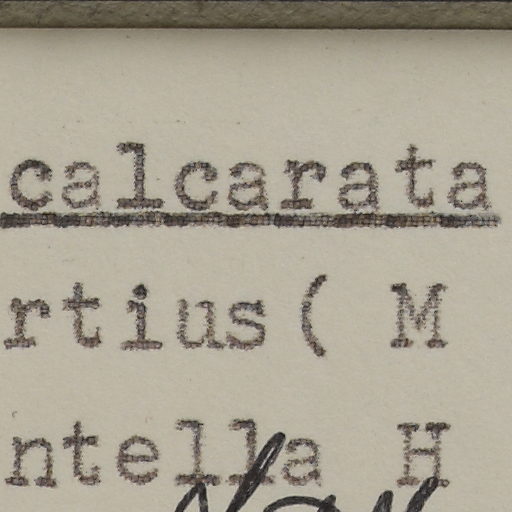 calcarata
rtius( M
ntella H